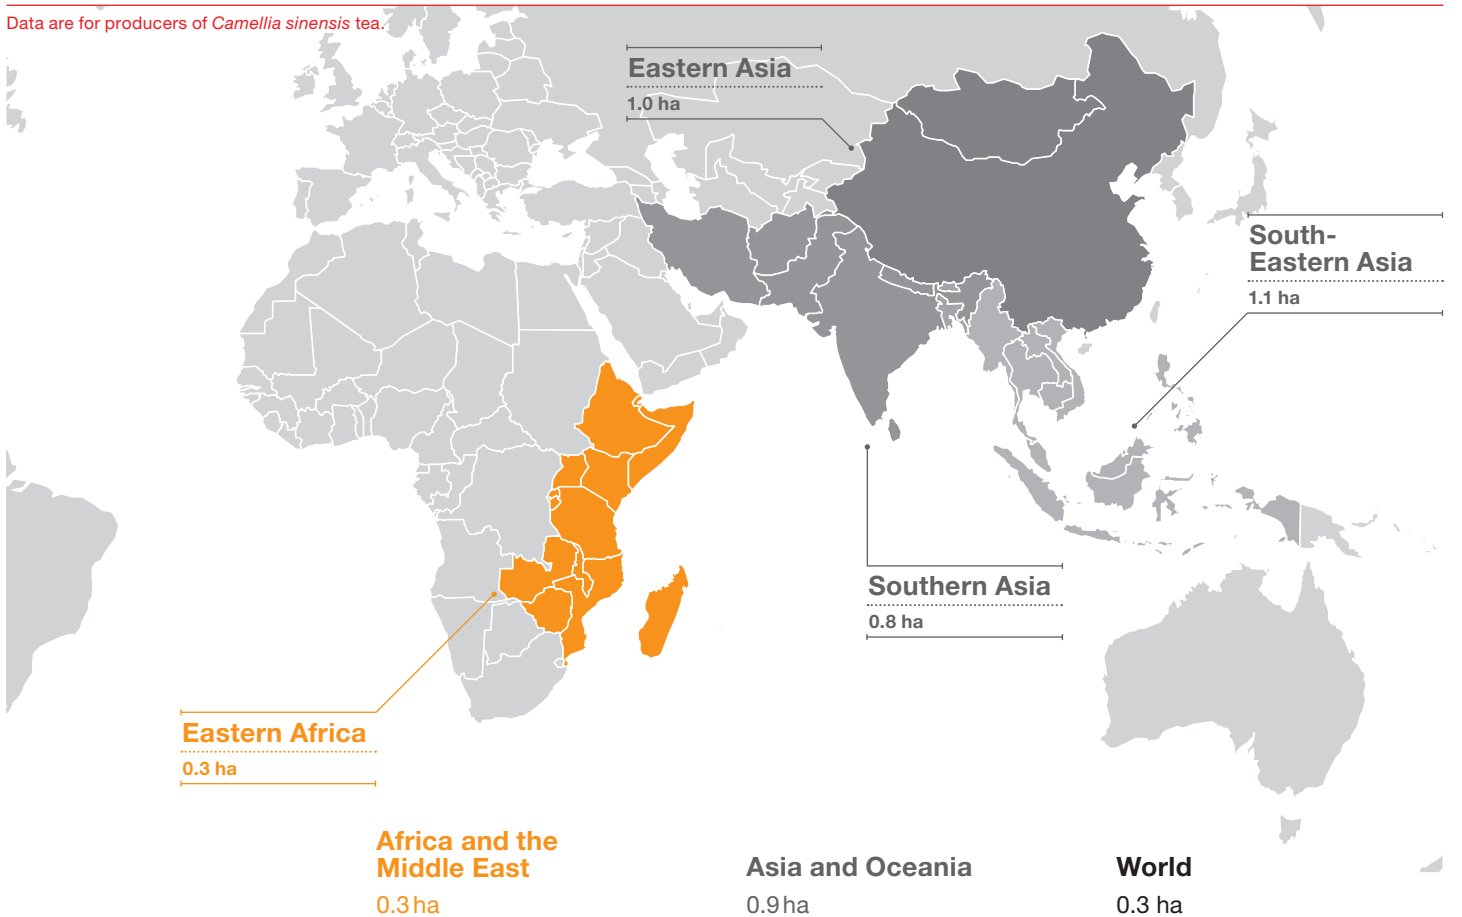 Data are for producers of Camellia sinensis tea.
Eastern Asia
1.0 ha
South-
Eastern Asia
1.1 ha
Southern Asia
0.8 ha
Eastern Africa
0.3 ha
Africa and the
Middle East
0.3 ha
Asia and Oceania
0.9 ha
World
0.3 ha